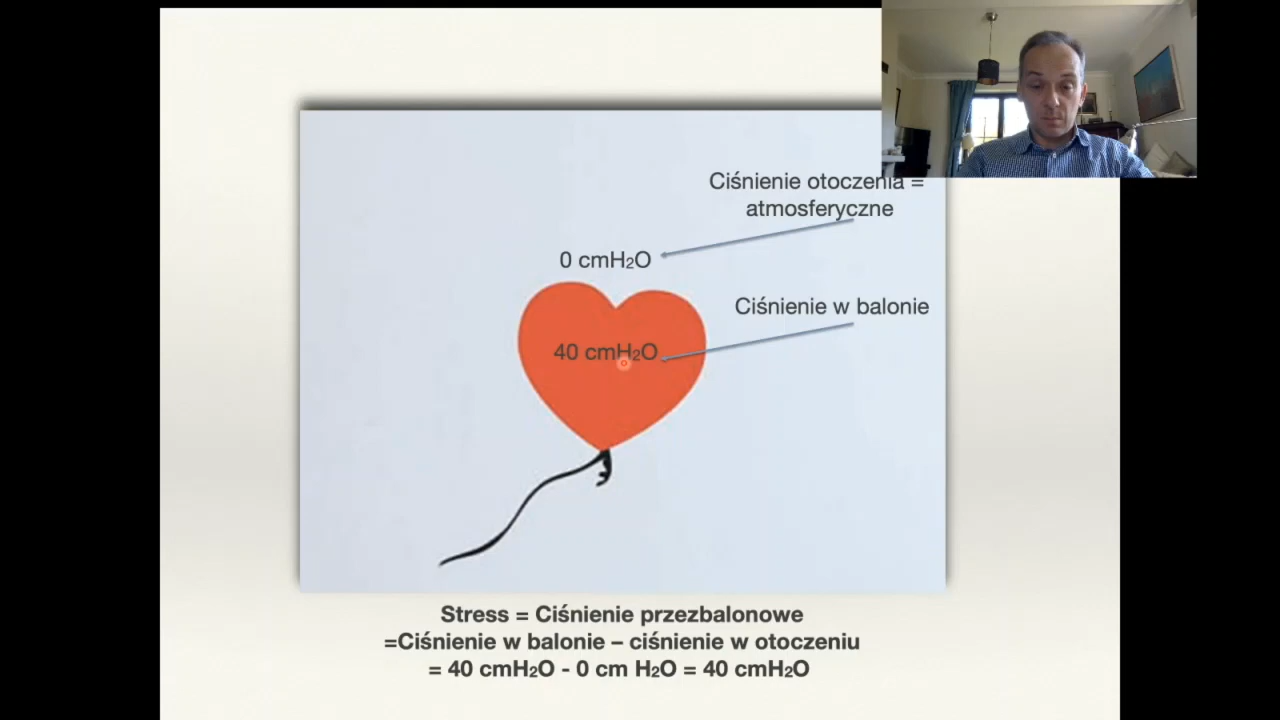 Ciśnienie otoczenia =
atmosferyczne
0 cmH₂O
Ciśnienie w balonie
40 cmH₂O
Stress = Ciśnienie przezbalonowe
=Ciśnienie w balonie – ciśnienie w otoczeniu
= 40 cmH₂O - 0 cm H₂O = 40 cmH₂O